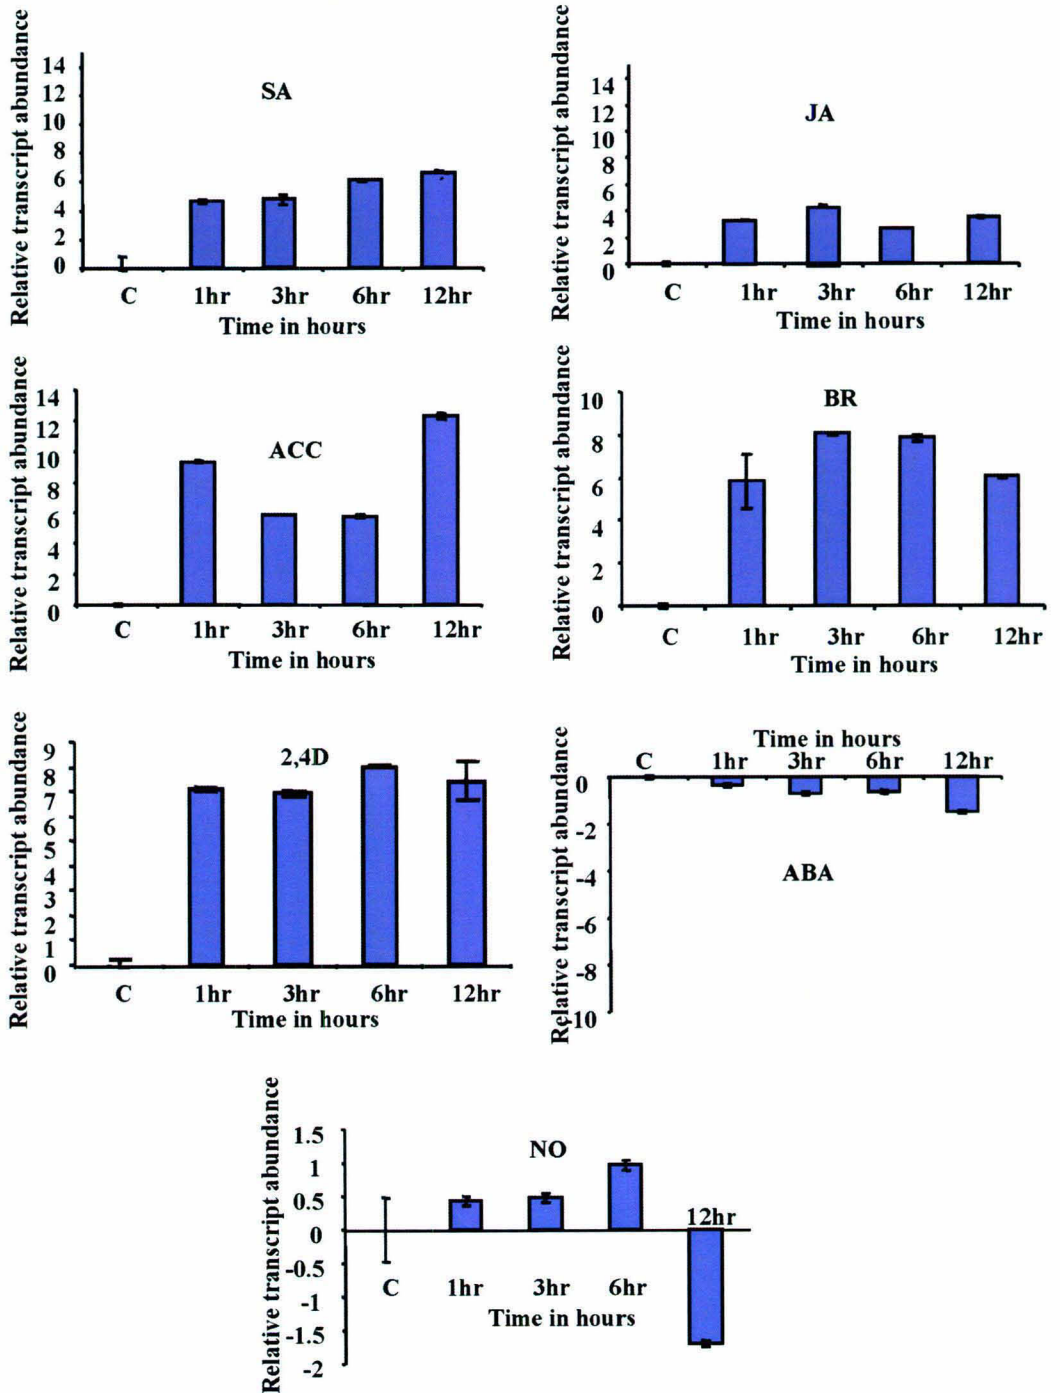 Relative transcript abundance
14
12
10
8
6
4
2
0
SA
C 1hr 3hr 6hr 12hr
Time in hours
Relative transcript abundance
14
12
10
8
6
4
2
0
JA
C 1hr 3hr 6hr 12hr
Time in hours
Relative transcript abundance
14
12
10
8
6
4
2
0
ACC
C 1hr 3hr 6hr 12hr
Time in hours
Relative transcript abundance
10
8
6
4
2
0
BR
C 1hr 3hr 6hr 12hr
Time in hours
Relative transcript abundance
9
8
7
6
5
4
3
2
1
0
2,4D
C 1hr 3hr 6hr 12hr
Time in hours
Relative transcript abundance
Time in hours
C 1hr 3hr 6hr 12hr
0
-2
-4
-6
-8
-10
ABA
Relative transcript abundance
1.5
1
0.5
0
-0.5
-1
-1.5
-2
NO
12hr
C 1hr 3hr 6hr
Time in hours